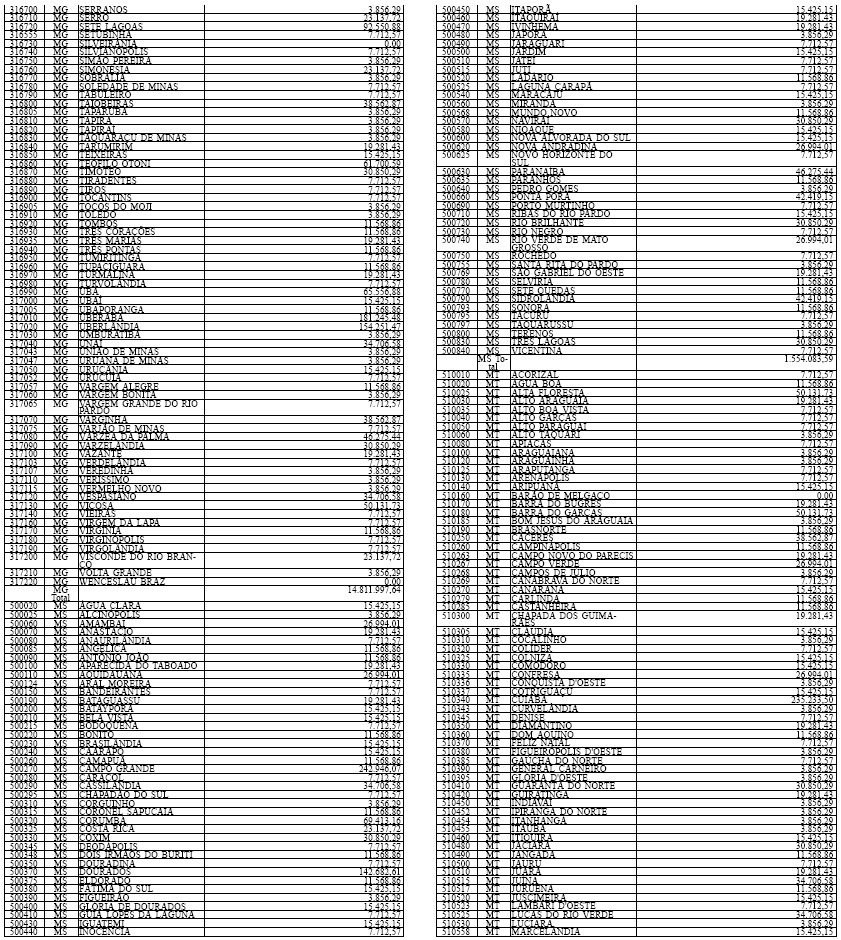 316700 MG SERRANOS 3.856,29
316710 MG SERRO 23.137,72
316720 MG SETE LAGOAS 92.550,88
316555 MG SETUBINHA 7.712,57
316730 MG SILVEIRÂNIA 0,00
316740 MG SILVIANÓPOLIS 7.712,57
316750 MG SIMÃO PEREIRA 3.856,29
316760 MG SIMONÉSIA 23.137,72
316770 MG SOBRÁLIA 3.856,29
316780 MG SOLEDADE DE MINAS 7.712,57
316790 MG TABULEIRO 7.712,57
316800 MG TAIOBEIRAS 38.562,87
316805 MG TAPARUBA 3.856,29
316810 MG TAPIRA 3.856,29
316820 MG TAPIRAÍ 3.856,29
316830 MG TAQUARAÇU DE MINAS 3.856,29
316840 MG TARUMIRIM 19.281,43
316850 MG TEIXEIRAS 15.425,15
316860 MG TEÓFILO OTONI 61.700,59
316870 MG TIMÓTEO 30.850,29
316880 MG TIRADENTES 7.712,57
316890 MG TIROS 7.712,57
316900 MG TOCANTINS 7.712,57
316905 MG TOCOS DO MOJI 3.856,29
316910 MG TOLEDO 3.856,29
316920 MG TOMBOS 11.568,86
316930 MG TRÊS CORAÇÕES 11.568,86
316935 MG TRÊS MARIAS 19.281,43
316940 MG TRÊS PONTAS 11.568,86
316950 MG TUMIRITINGA 7.712,57
316960 MG TUPACIGUARA 11.568,86
316970 MG TURMALINA 19.281,43
316980 MG TURVOLÂNDIA 7.712,57
316990 MG UBÁ 65.556,88
317000 MG UBAÍ 15.425,15
317005 MG UBAPORANGA 11.568,86
317010 MG UBERABA 181.245,48
317020 MG UBERLÂNDIA 154.251,47
317030 MG UMBURATIBA 3.856,29
317040 MG UNAÍ 34.706,58
317043 MG UNIÃO DE MINAS 3.856,29
317047 MG URUANA DE MINAS 3.856,29
317050 MG URUCÂNIA 15.425,15
317052 MG URUCUIA 7.712,57
317057 MG VARGEM ALEGRE 11.568,86
317060 MG VARGEM BONITA 3.856,29
317065 MG VARGEM GRANDE DO RIO 7.712,57
PARDO
317070 MG VARGINHA 38.562,87
317075 MG VARJÃO DE MINAS 7.712,57
317080 MG VÁRZEA DA PALMA 46.275,44
317090 MG VARZELÂNDIA 30.850,29
317100 MG VAZANTE 19.281,43
317103 MG VERDELÂNDIA 7.712,57
317107 MG VEREDINHA 3.856,29
317110 MG VERÍSSIMO 3.856,29
317115 MG VERMELHO NOVO 3.856,29
317120 MG VESPASIANO 34.706,58
317130 MG VIÇOSA 50.131,73
317140 MG VIEIRAS 7.712,57
317160 MG VIRGEM DA LAPA 7.712,57
317170 MG VIRGÍNIA 11.568,86
317180 MG VIRGINÓPOLIS 7.712,57
317190 MG VIRGOLÂNDIA 7.712,57
317200 MG VISCONDE DO RIO BRAN- 23.137,72
CO
317210 MG VOLTA GRANDE 3.856,29
317220 MG WENCESLAU BRAZ 0,00
MG 14.811.997,64
Total
500020 MS ÁGUA CLARA 15.425,15
500025 MS ALCINÓPOLIS 3.856,29
500060 MS AMAMBAI 26.994,01
500070 MS ANASTÁCIO 19.281,43
500080 MS ANAURILÂNDIA 7.712,57
500085 MS ANGÉLICA 11.568,86
500090 MS ANTÔNIO JOÃO 11.568,86
500100 MS APARECIDA DO TABOADO 19.281,43
500110 MS AQUIDAUANA 26.994,01
500124 MS ARAL MOREIRA 7.712,57
500150 MS BANDEIRANTES 7.712,57
500190 MS BATAGUASSU 19.281,43
500200 MS BATAYPORÃ 15.425,15
500210 MS BELA VISTA 15.425,15
500215 MS BODOQUENA 7.712,57
500220 MS BONITO 11.568,86
500230 MS BRASILÂNDIA 15.425,15
500240 MS CAARAPÓ 15.425,15
500260 MS CAMAPUÃ 11.568,86
500270 MS CAMPO GRANDE 242.946,07
500280 MS CARACOL 7.712,57
500290 MS CASSILÂNDIA 34.706,58
500295 MS CHAPADÃO DO SUL 7.712,57
500310 MS CORGUINHO 3.856,29
500315 MS CORONEL SAPUCAIA 11.568,86
500320 MS CORUMBÁ 69.413,16
500325 MS COSTA RICA 23.137,72
500330 MS COXIM 30.850,29
500345 MS DEODÁPOLIS 7.712,57
500348 MS DOIS IRMÃOS DO BURITI 11.568,86
500350 MS DOURADINA 7.712,57
500370 MS DOURADOS 142.682,61
500375 MS ELDORADO 11.568,86
500380 MS FÁTIMA DO SUL 15.425,15
500390 MS FIGUEIRÃO 3.856,29
500400 MS GLÓRIA DE DOURADOS 15.425,15
500410 MS GUIA LOPES DA LAGUNA 7.712,57
500430 MS IGUATEMI 15.425,15
500440 MS INOCÊNCIA 7.712,57
500450 MS ITAPORÃ 15.425,15
500460 MS ITAQUIRAÍ 19.281,43
500470 MS IVINHEMA 19.281,43
500480 MS JAPORÃ 3.856,29
500490 MS JARAGUARI 7.712,57
500500 MS JARDIM 15.425,15
500510 MS JATEÍ 7.712,57
500515 MS JUTI 7.712,57
500520 MS LADÁRIO 11.568,86
500525 MS LAGUNA CARAPÃ 7.712,57
500540 MS MARACAJU 15.425,15
500560 MS MIRANDA 3.856,29
500568 MS MUNDO NOVO 11.568,86
500570 MS NAVIRAÍ 30.850,29
500580 MS NIOAQUE 15.425,15
500600 MS NOVA ALVORADA DO SUL 15.425,15
500620 MS NOVA ANDRADINA 26.994,01
500625 MS NOVO HORIZONTE DO 7.712,57
SUL
500630 MS PARANAÍBA 46.275,44
500635 MS PARANHOS 11.568,86
500640 MS PEDRO GOMES 3.856,29
500660 MS PONTA PORÃ 42.419,15
500690 MS PORTO MURTINHO 7.712,57
500710 MS RIBAS DO RIO PARDO 15.425,15
500720 MS RIO BRILHANTE 30.850,29
500730 MS RIO NEGRO 7.712,57
500740 MS RIO VERDE DE MATO 26.994,01
GROSSO
500750 MS ROCHEDO 7.712,57
500755 MS SANTA RITA DO PARDO 3.856,29
500769 MS SÃO GABRIEL DO OESTE 19.281,43
500780 MS SELVÍRIA 11.568,86
500770 MS SETE QUEDAS 11.568,86
500790 MS SIDROLÂNDIA 42.419,15
500793 MS SONORA 11.568,86
500795 MS TACURU 7.712,57
500797 MS TAQUARUSSU 3.856,29
500800 MS TERENOS 11.568,86
500830 MS TRÊS LAGOAS 30.850,29
500840 MS VICENTINA 7.712,57
MS To- 1.554.083,59
tal
510010 MT ACORIZAL 7.712,57
510020 MT ÁGUA BOA 11.568,86
510025 MT ALTA FLORESTA 50.131,73
510030 MT ALTO ARAGUAIA 19.281,43
510035 MT ALTO BOA VISTA 7.712,57
510040 MT ALTO GARÇAS 7.712,57
510050 MT ALTO PARAGUAI 7.712,57
510060 MT ALTO TAQUARI 3.856,29
510080 MT APIACÁS 7.712,57
510100 MT ARAGUAIANA 3.856,29
510120 MT ARAGUAINHA 3.856,29
510125 MT ARAPUTANGA 7.712,57
510130 MT ARENÁPOLIS 7.712,57
510140 MT ARIPUANÃ 15.425,15
510160 MT BARÃO DE MELGAÇO 0,00
510170 MT BARRA DO BUGRES 19.281,43
510180 MT BARRA DO GARÇAS 50.131,73
510185 MT BOM JESUS DO ARAGUAIA 3.856,29
510190 MT BRASNORTE 11.568,86
510250 MT CÁCERES 38.562,87
510260 MT CAMPINÁPOLIS 11.568,86
510263 MT CAMPO NOVO DO PARECIS 19.281,43
510267 MT CAMPO VERDE 26.994,01
510268 MT CAMPOS DE JÚLIO 3.856,29
510269 MT CANABRAVA DO NORTE 7.712,57
510270 MT CANARANA 15.425,15
510279 MT CARLINDA 11.568,86
510285 MT CASTANHEIRA 11.568,86
510300 MT CHAPADA DOS GUIMA- 19.281,43
RÃES
510305 MT CLÁUDIA 15.425,15
510310 MT COCALINHO 3.856,29
510320 MT COLÍDER 7.712,57
510325 MT COLNIZA 15.425,15
510330 MT COMODORO 15.425,15
510335 MT CONFRESA 26.994,01
510336 MT CONQUISTA D'OESTE 3.856,29
510337 MT COTRIGUAÇU 15.425,15
510340 MT CUIABÁ 235.233,50
510343 MT CURVELÂNDIA 3.856,29
510345 MT DENISE 7.712,57
510350 MT DIAMANTINO 19.281,43
510360 MT DOM AQUINO 11.568,86
510370 MT FELIZ NATAL 7.712,57
510380 MT FIGUEIRÓPOLIS D'OESTE 3.856,29
510385 MT GAÚCHA DO NORTE 7.712,57
510390 MT GENERAL CARNEIRO 3.856,29
510395 MT GLÓRIA D'OESTE 3.856,29
510410 MT GUARANTÃ DO NORTE 30.850,29
510420 MT GUIRATINGA 19.281,43
510450 MT INDIAVAÍ 3.856,29
510452 MT IPIRANGA DO NORTE 3.856,29
510454 MT ITANHANGÁ 3.856,29
510455 MT ITAÚBA 3.856,29
510460 MT ITIQUIRA 15.425,15
510480 MT JACIARA 30.850,29
510490 MT JANGADA 11.568,86
510500 MT JAURU 7.712,57
510510 MT JUARA 19.281,43
510515 MT JUÍNA 34.706,58
510517 MT JURUENA 11.568,86
510520 MT JUSCIMEIRA 15.425,15
510523 MT LAMBARI D'OESTE 7.712,57
510525 MT LUCAS DO RIO VERDE 34.706,58
510530 MT LUCIARA 3.856,29
510558 MT MARCELÂNDIA 15.425,15